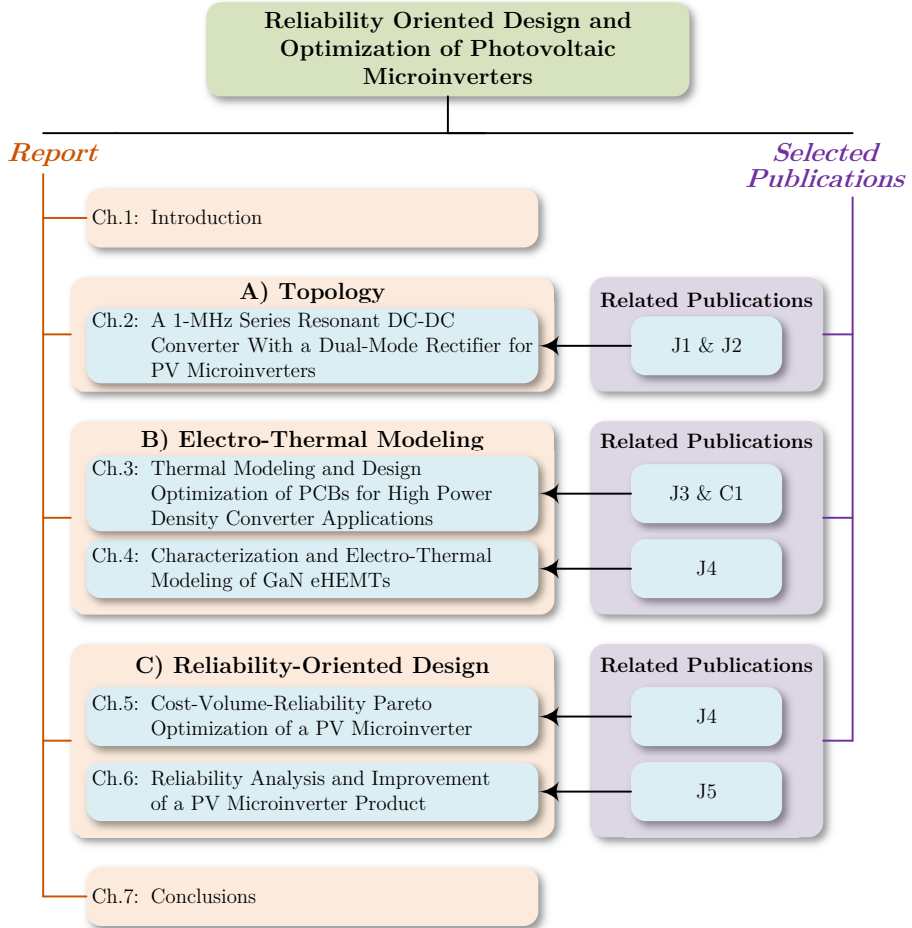 Reliability Oriented Design and
Optimization of Photovoltaic
Microinverters
Report
Selected
Publications
Ch.1: Introduction
A) Topology
Ch.2: A 1-MHz Series Resonant DC-DC
Converter With a Dual-Mode Rectifier for
PV Microinverters
Related Publications
J1 & J2
B) Electro-Thermal Modeling
Ch.3: Thermal Modeling and Design
Optimization of PCBs for High Power
Density Converter Applications
Ch.4: Characterization and Electro-Thermal
Modeling of GaN eHEMTs
Related Publications
J3 & C1
J4
C) Reliability-Oriented Design
Ch.5: Cost-Volume-Reliability Pareto
Optimization of a PV Microinverter
Ch.6: Reliability Analysis and Improvement
of a PV Microinverter Product
Related Publications
J4
J5
Ch.7: Conclusions